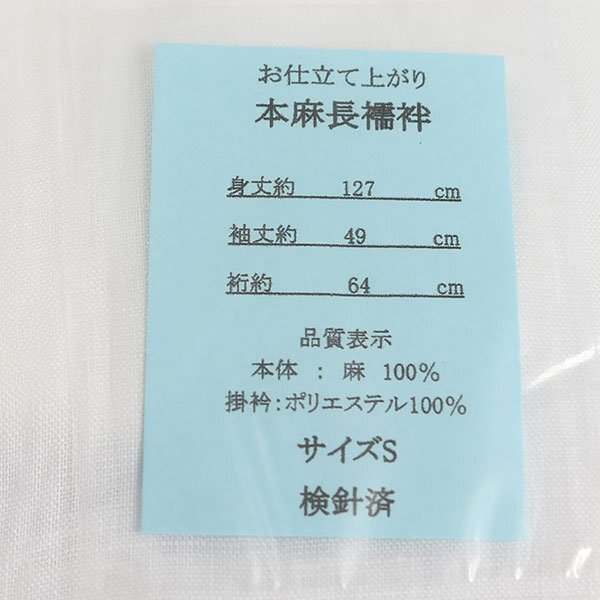 お仕立て上がり
本麻長襦袢
身丈約 127 cm
袖丈約 49 cm
裄約 64 cm
品質表示
本体 : 麻 100%
掛衿:ポリエステル100%
サイズS
検針済